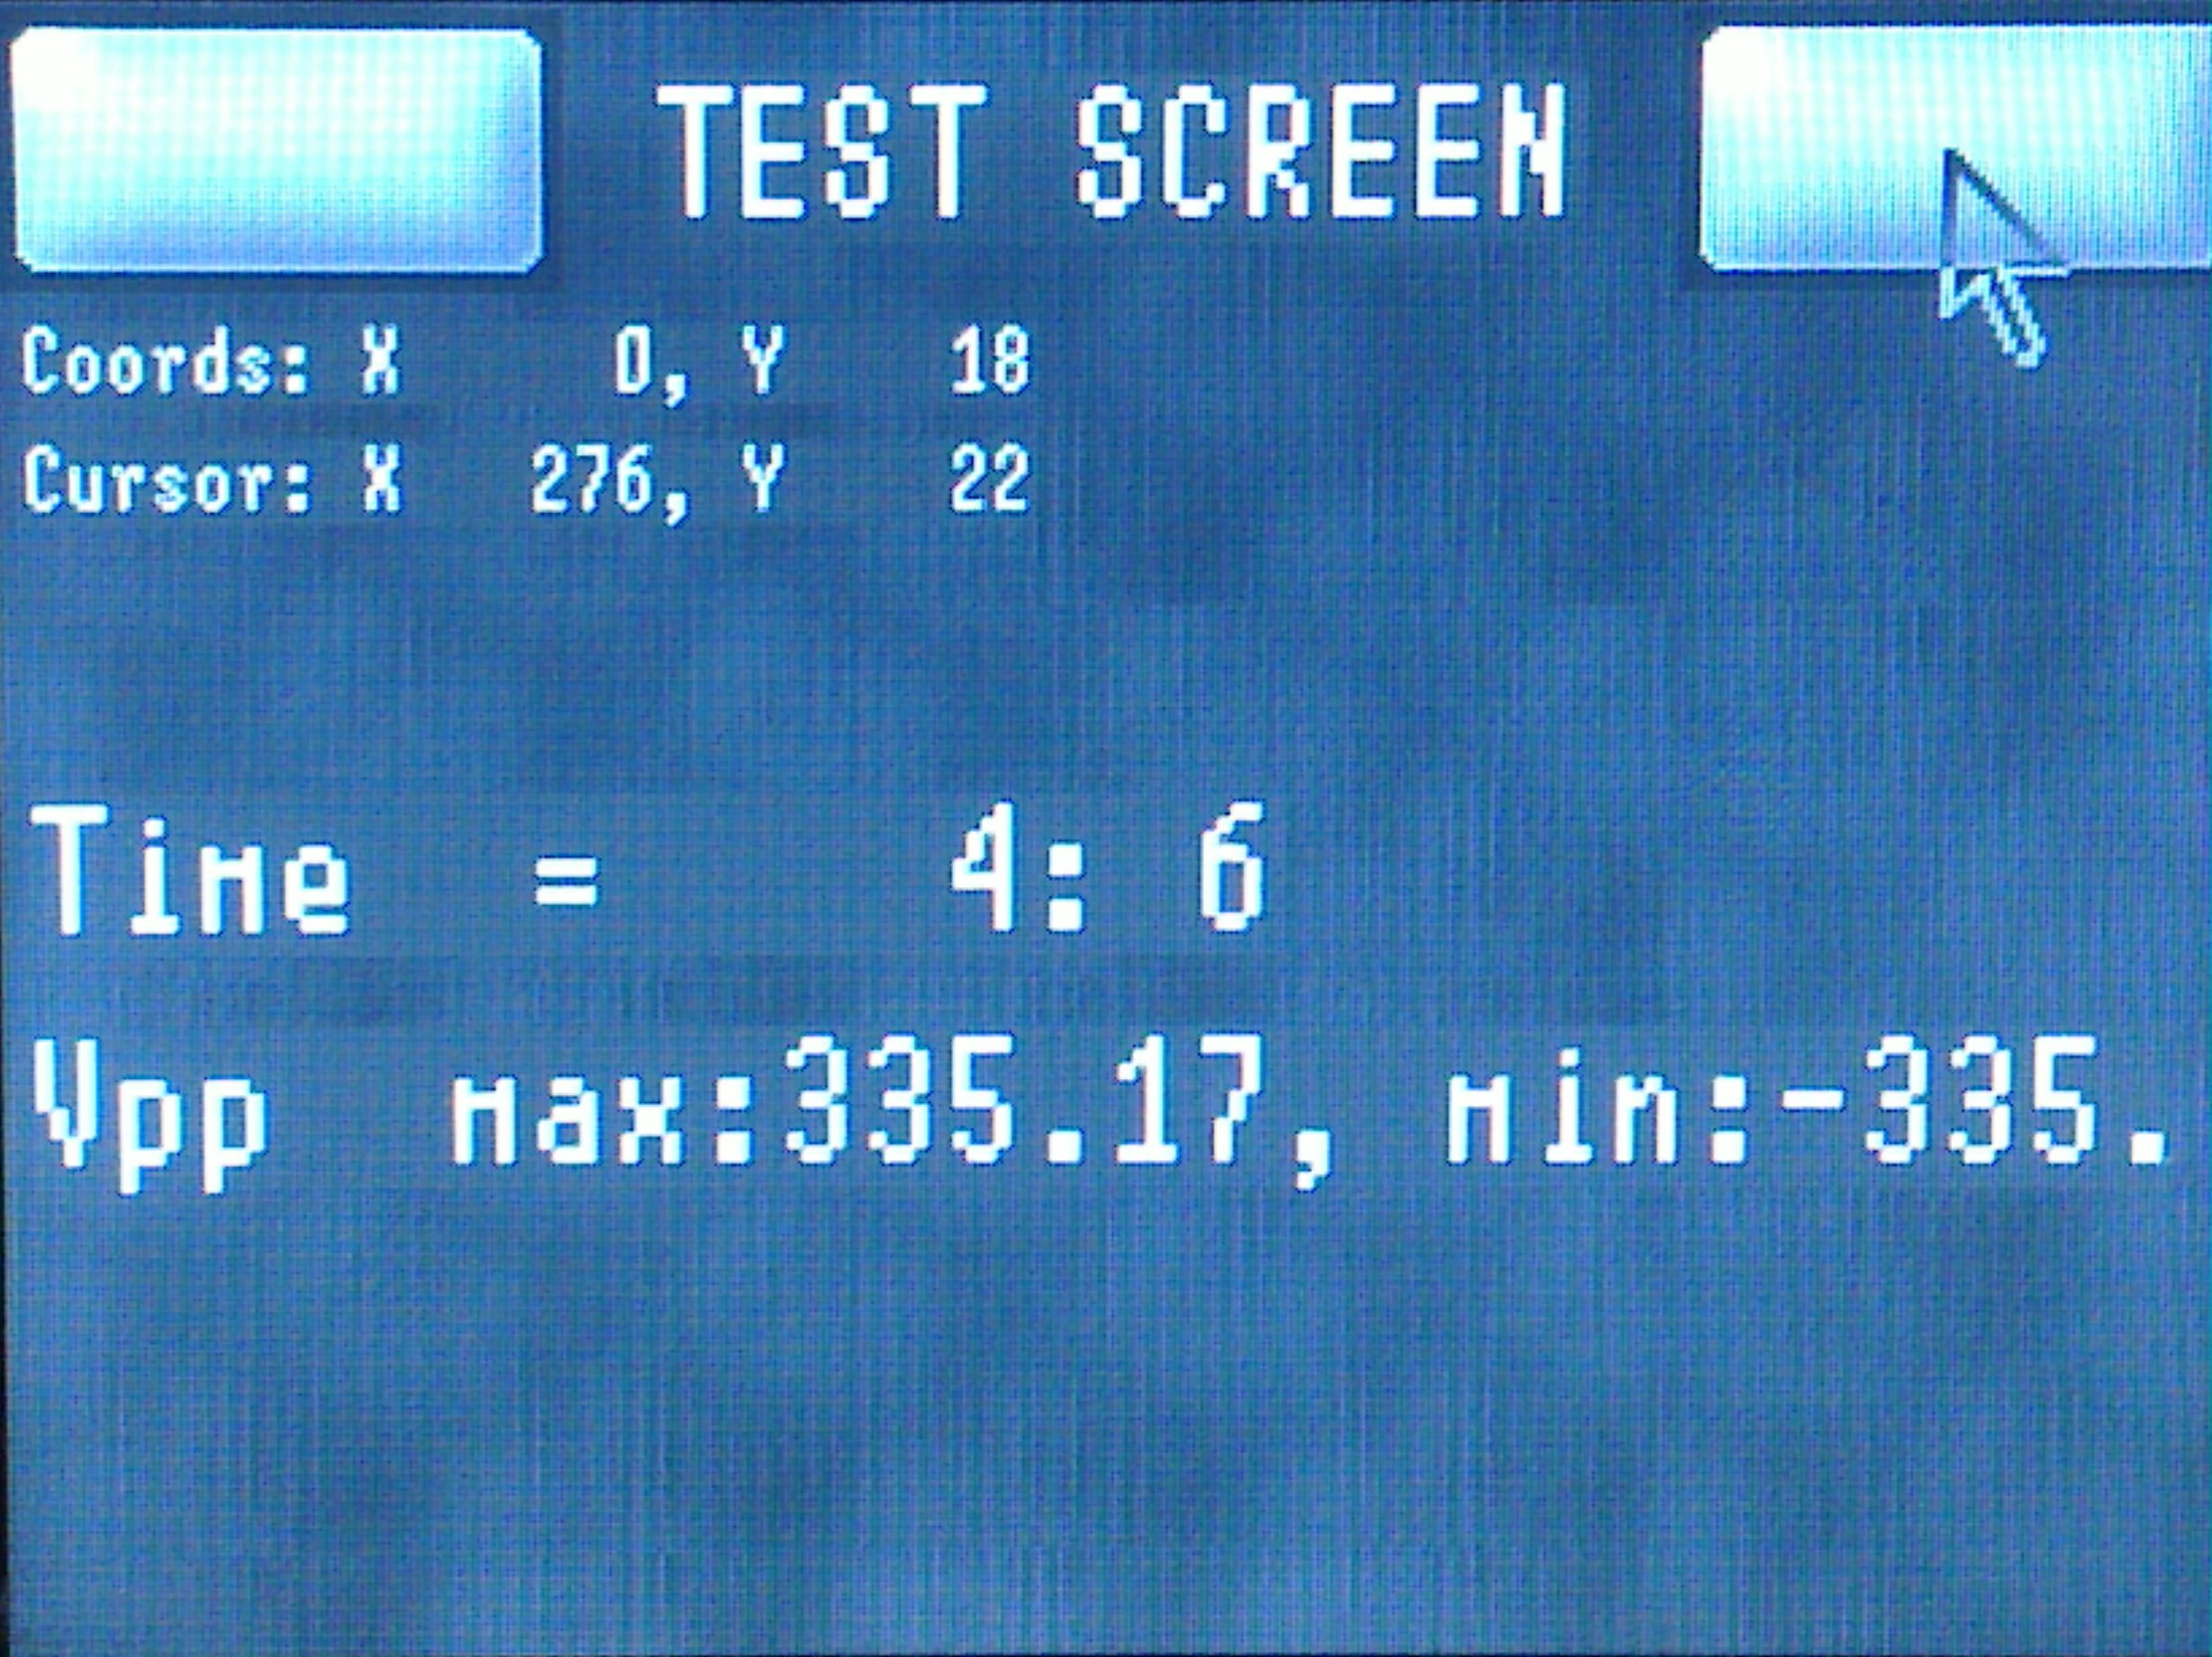 TEST SCREEN
Coords: X 0, Y 18
Cursor: X 276, Y 22
Time = 4: 6
Vpp max:335.17, min:-335.